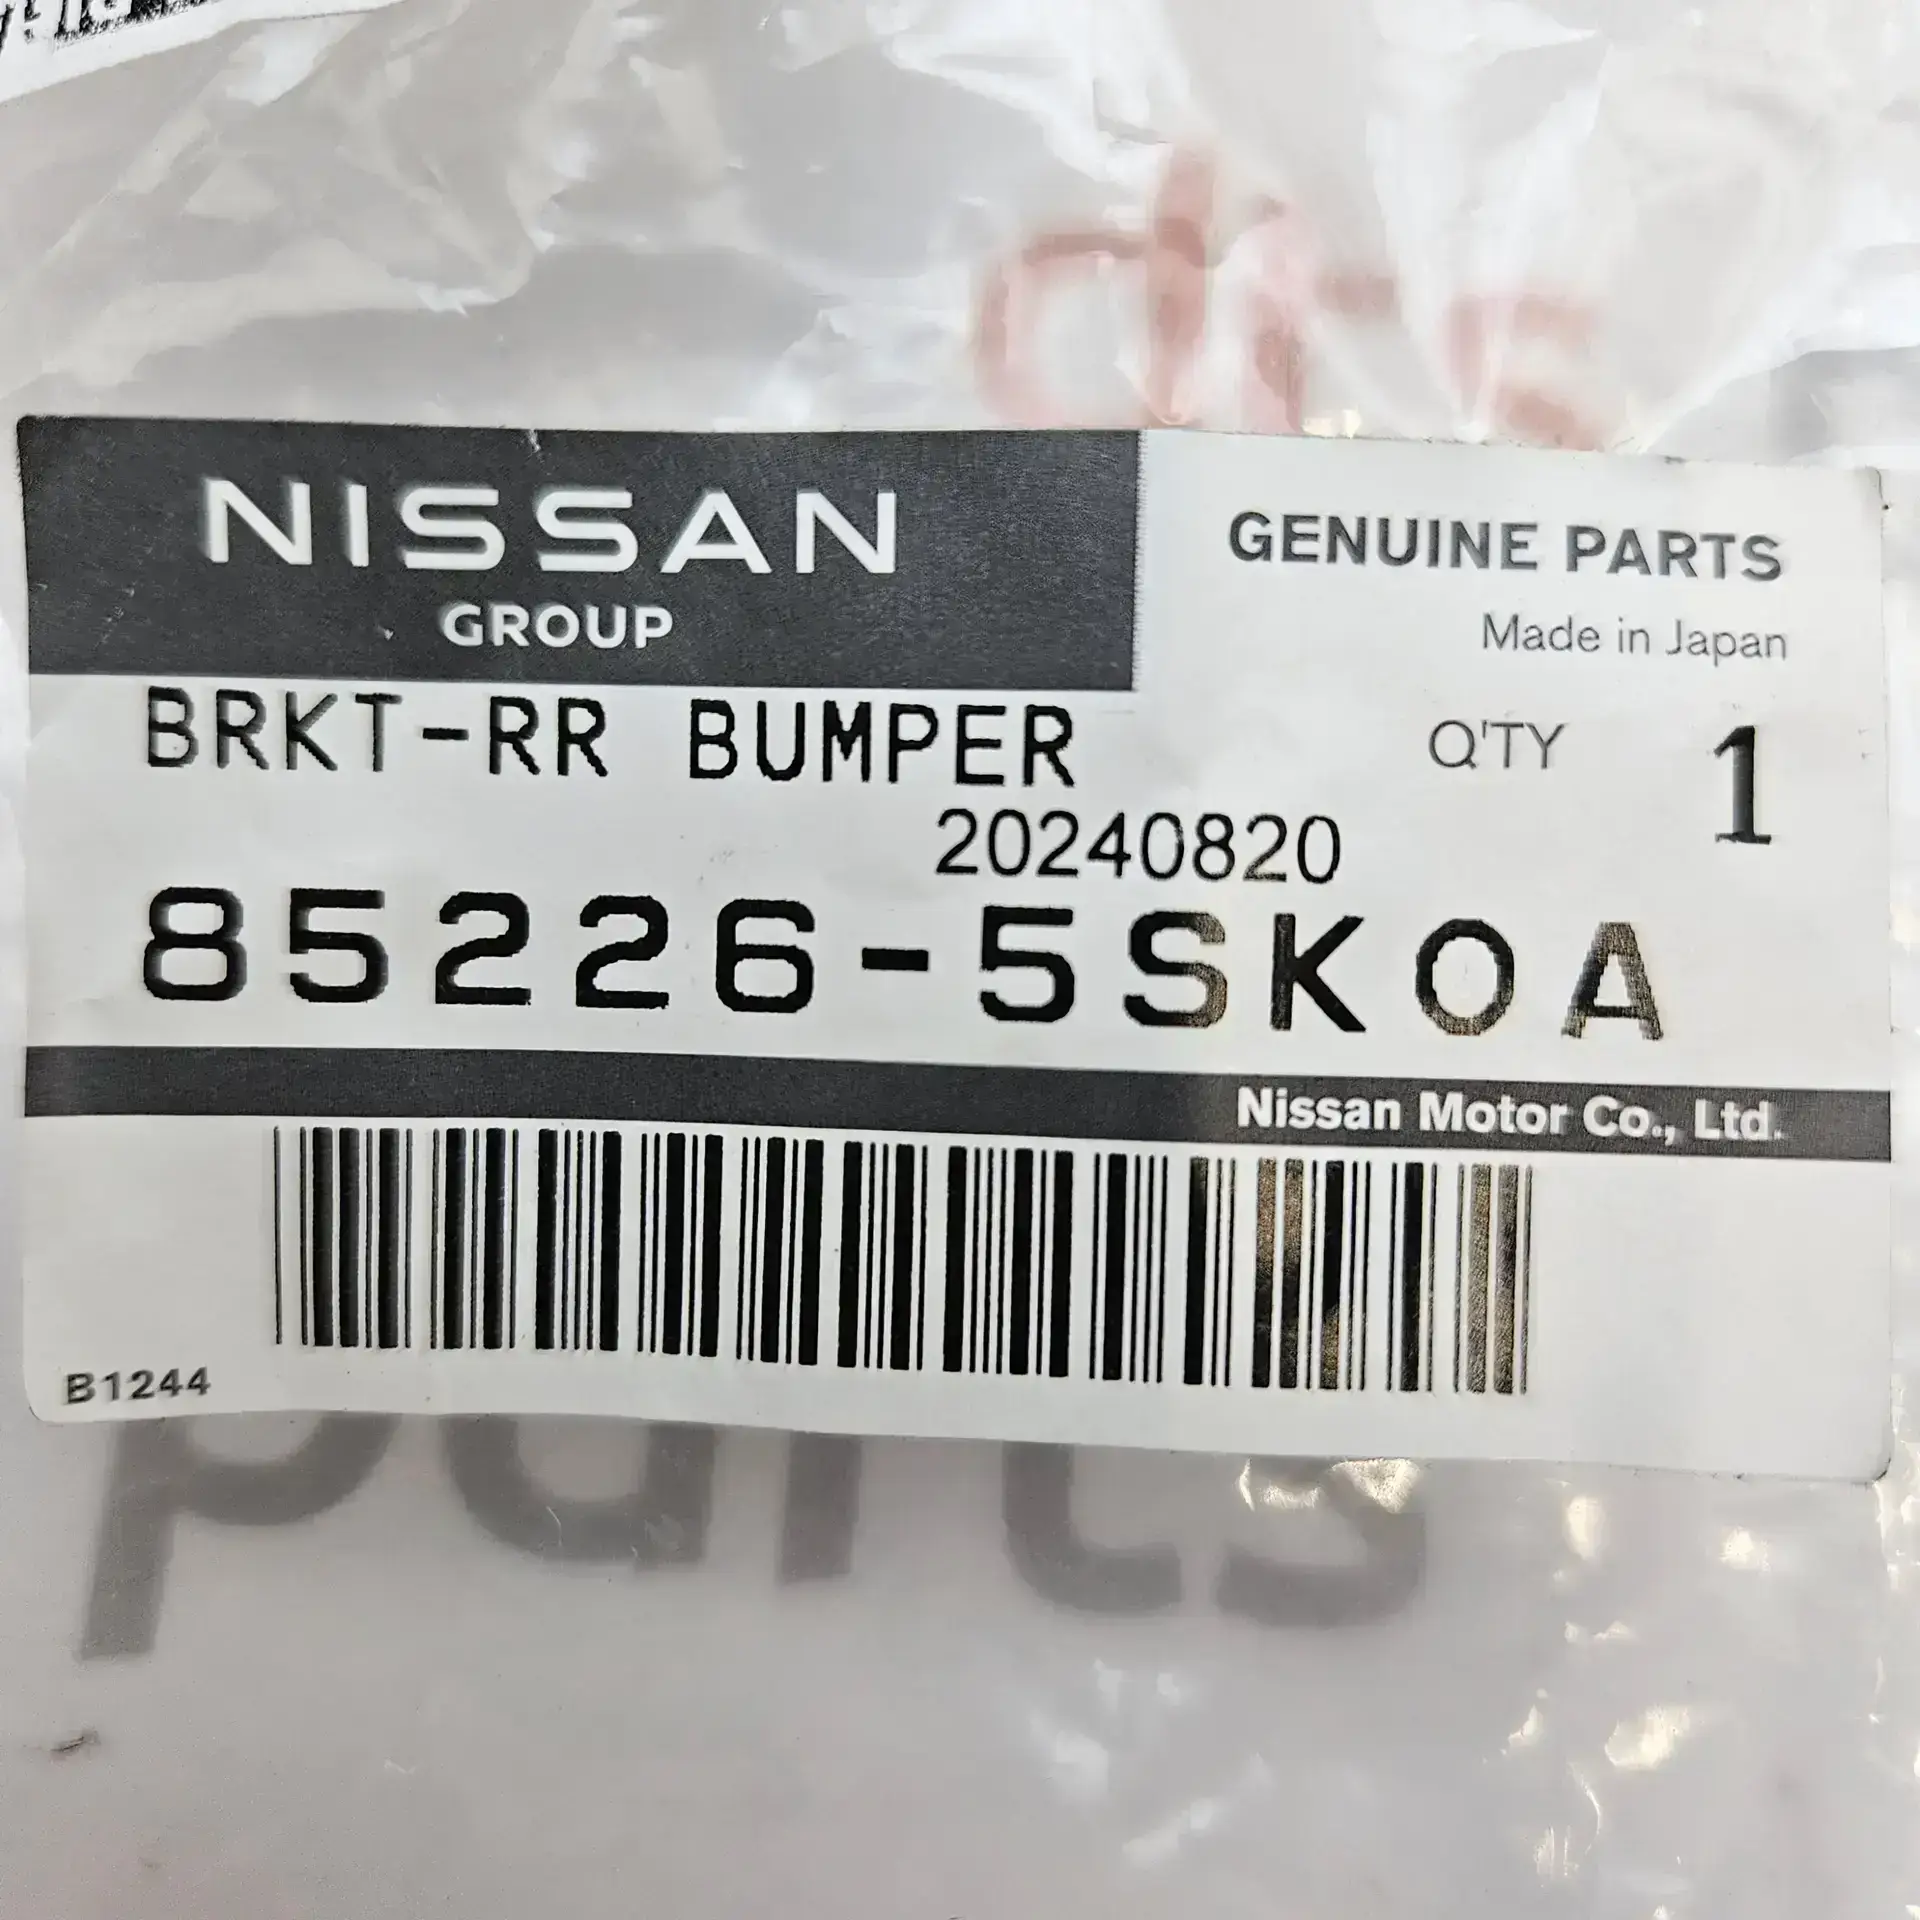 NISSAN
GROUP
GENUINE PARTS
Made in Japan
BRKT-RR BUMPER
Q'TY 1
20240820
85226-5SK0A
Nissan Motor Co., Ltd.
B1244
parts